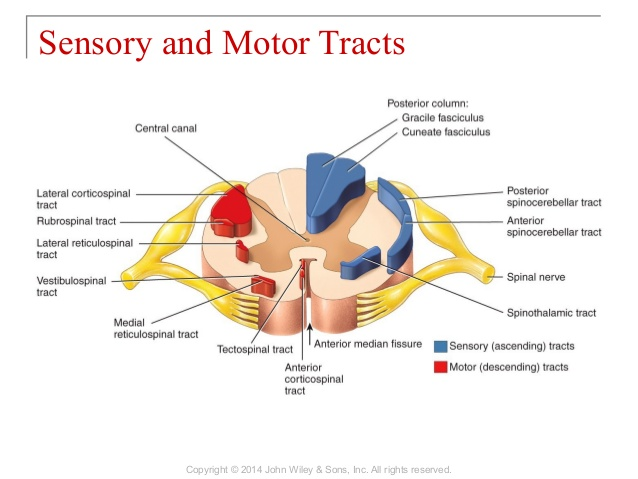 Sensory and Motor Tracts
Posterior column:
Gracile fasciculus
Cuneate fasciculus
Central canal
Lateral corticospinal
tract
Rubrospinal tract
Lateral reticulospinal
tract
Vestibulospinal
tract
Medial
reticulospinal tract
Tectospinal tract
Anterior
corticospinal
tract
Anterior median fissure
Posterior
spinocerebellar tract
Anterior
spinocerebellar tract
Spinal nerve
Spinothalamic tract
Sensory (ascending) tracts
Motor (descending) tracts
Copyright © 2014 John Wiley & Sons, Inc. All rights reserved.